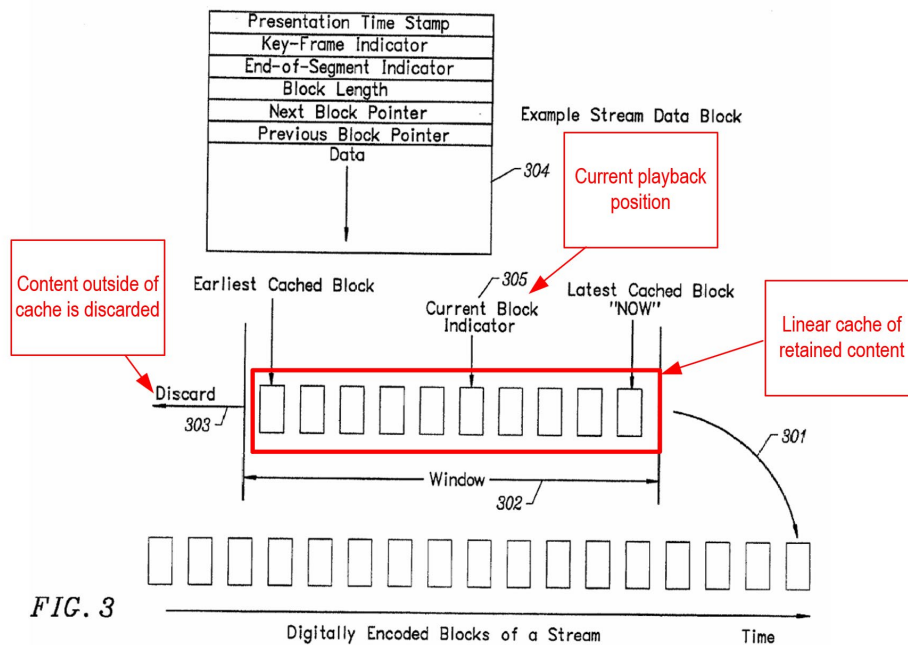 Presentation Time Stamp
Key-Frame Indicator
End-of-Segment Indicator
Block Length
Next Block Pointer
Previous Block Pointer
Data
Example Stream Data Block
304
Current playback
position
Content outside of
cache is discarded
Earliest Cached Block
305
Current Block
Indicator
Latest Cached Block
"NOW"
Linear cache of
retained content
Discard
303
301
Window
302
FIG. 3
Digitally Encoded Blocks of a Stream
Time